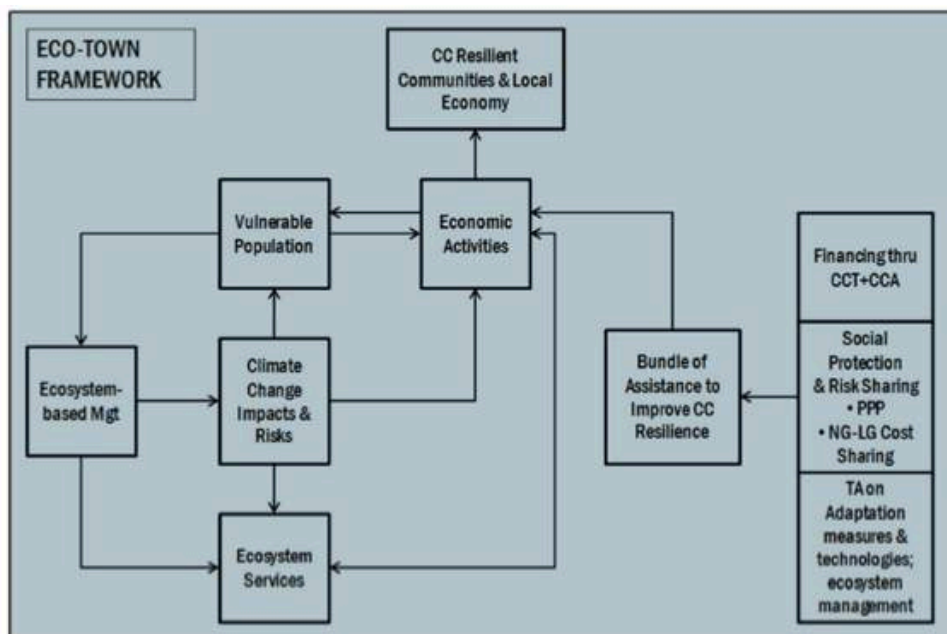 ECO-TOWN
FRAMEWORK
CC Resilient
Communities & Local
Economy
Vulnerable
Population
Economic
Activities
Financing thru
CCT+CCA
Social
Protection
& Risk Sharing
• PPP
• NG-LG Cost
Sharing
TA on
Adaptation
measures &
technologies;
ecosystem
management
Bundle of
Assistance to
Improve CC
Resilience
Ecosystem-
based Mgt
Climate
Change
Impacts &
Risks
Ecosystem
Services